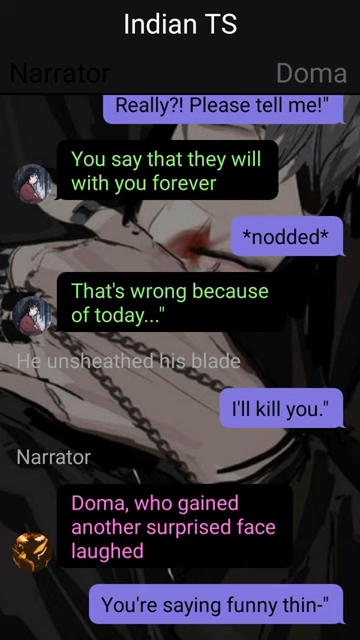 Indian TS
Narrator
Doma
Really?! Please tell me!"
You say that they will
with you forever
*nodded*
That's wrong because
of today..."
He unsheathed his blade
I'll kill you."
Narrator
Doma, who gained
another surprised face
laughed
You're saying funny thin-"